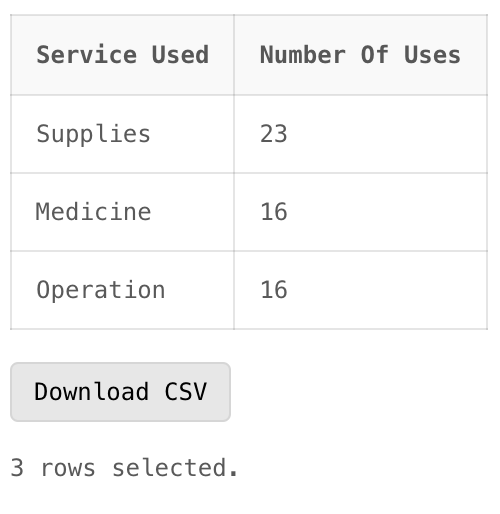 Service Used Number Of Uses
Supplies 23
Medicine 16
Operation 16
Download CSV
3 rows selected.